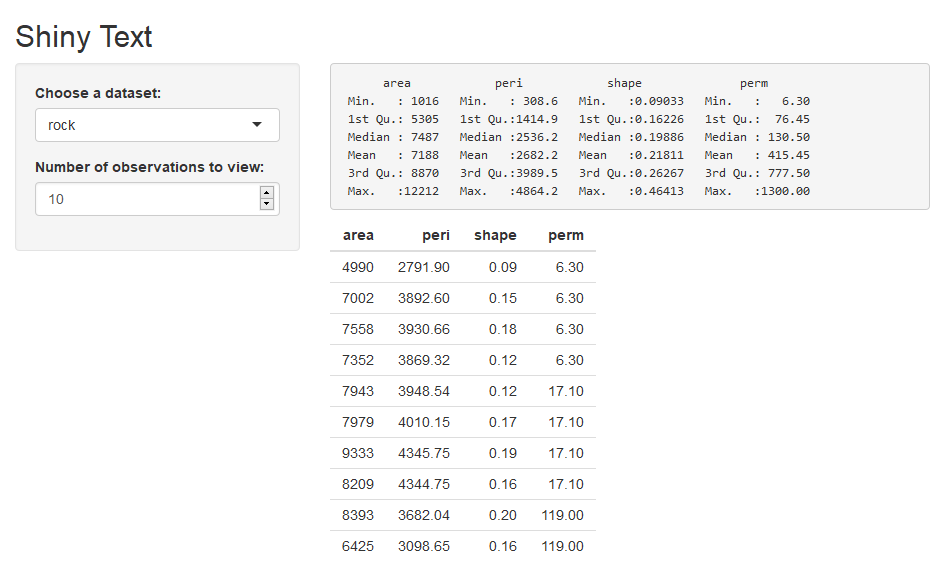 Shiny Text
Choose a dataset:
rock
Number of observations to view:
10
area peri shape perm
Min. : 1016 Min. : 308.6 Min. :0.09033 Min. : 6.30
1st Qu.: 5305 1st Qu.:1414.9 1st Qu.:0.16226 1st Qu.: 76.45
Median : 7487 Median :2536.2 Median :0.19886 Median : 130.50
Mean : 7188 Mean :2682.2 Mean :0.21811 Mean : 415.45
3rd Qu.: 8870 3rd Qu.:3989.5 3rd Qu.:0.26267 3rd Qu.: 777.50
Max. :12212 Max. :4864.2 Max. :0.46413 Max. :1300.00
area peri shape perm
4990 2791.90 0.09 6.30
7002 3892.60 0.15 6.30
7558 3930.66 0.18 6.30
7352 3869.32 0.12 6.30
7943 3948.54 0.12 17.10
7979 4010.15 0.17 17.10
9333 4345.75 0.19 17.10
8209 4344.75 0.16 17.10
8393 3682.04 0.20 119.00
6425 3098.65 0.16 119.00